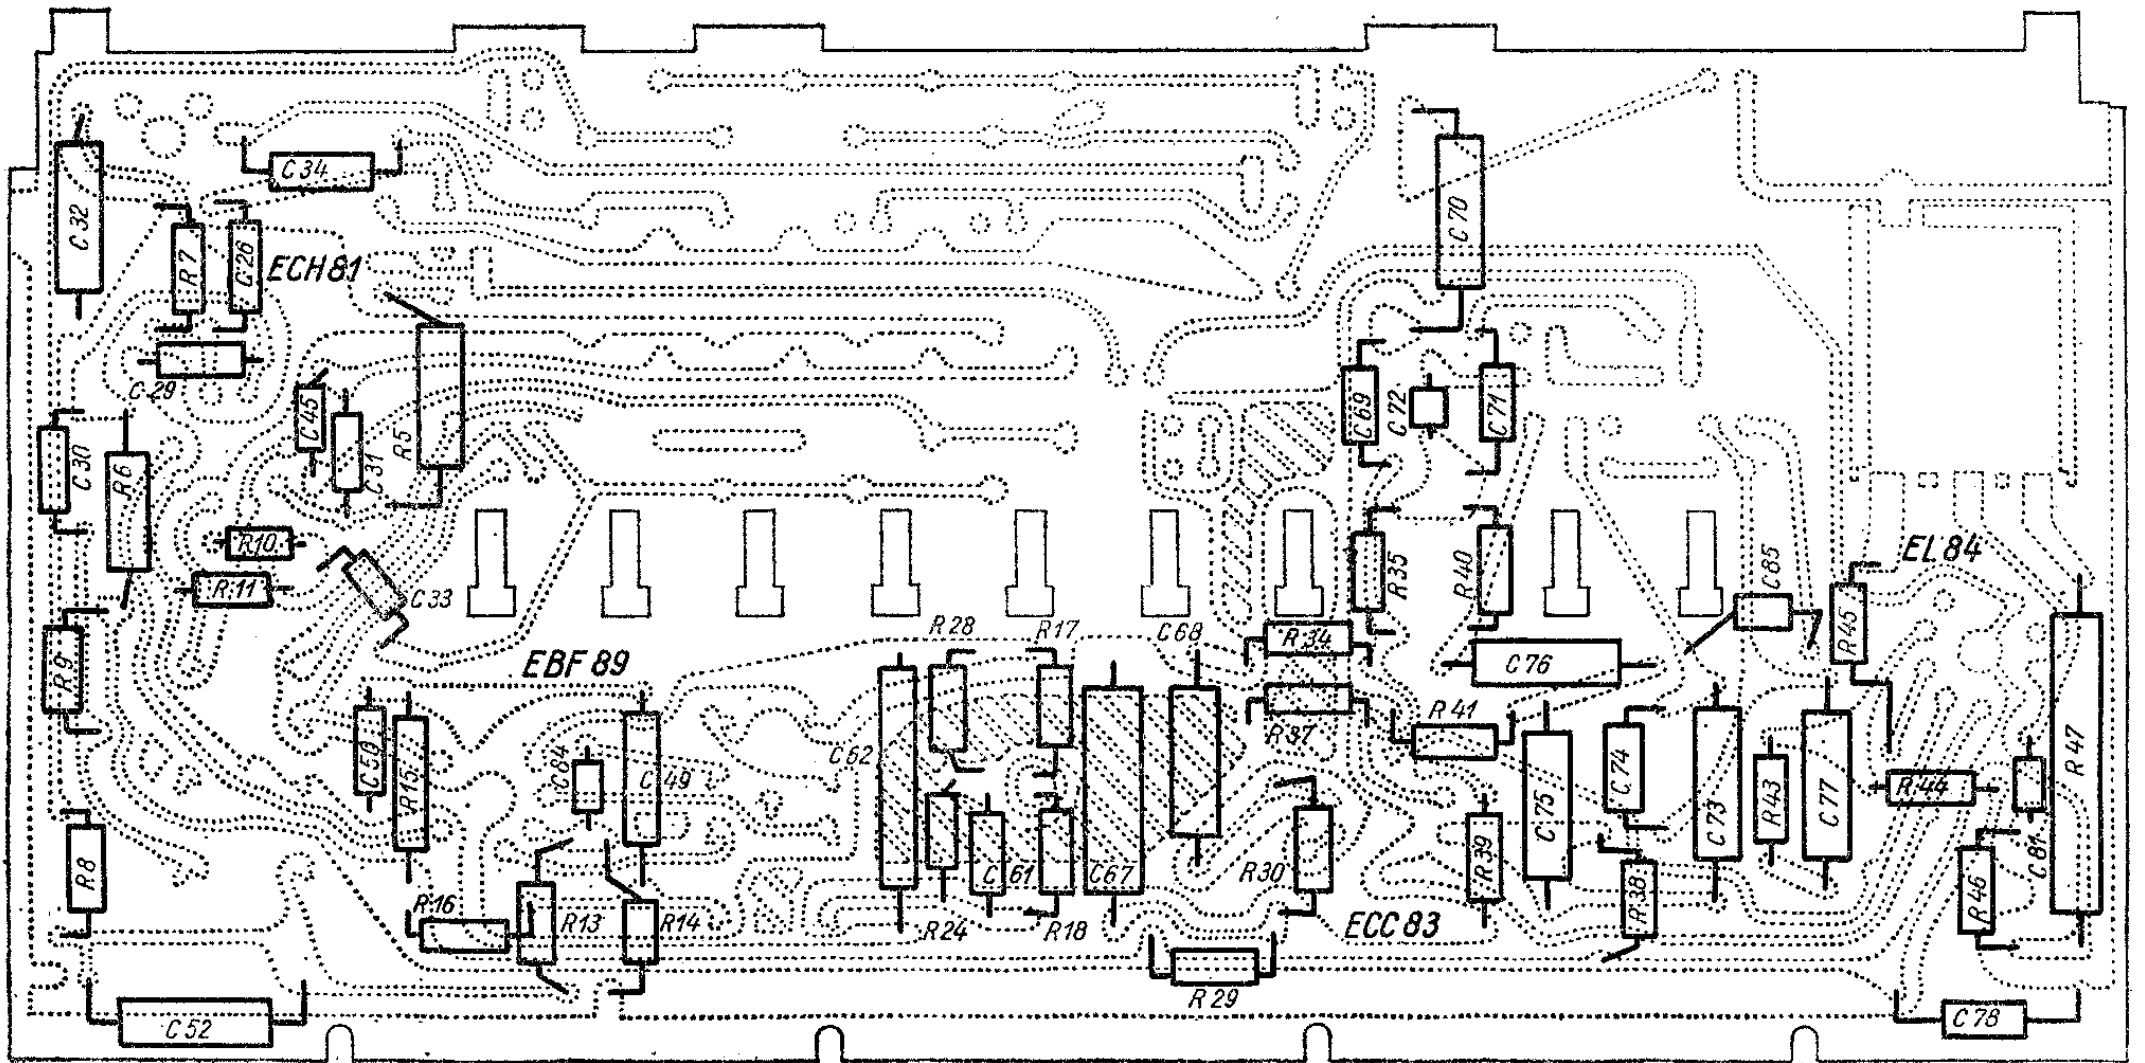 C 34
C 32
C 70
R 7
C 26
ECH 81
C 29
C 45
C 69
C 72
C 71
C 30
R 6
C 31
R 5
R 10
R 11
C 33
R 35
R 40
EL 84
C 85
R 45
R 9
EBF 89
R 28
R 17
C 68
R 34
C 76
C 50
R 15
C 84
C 49
C 62
R 37
R 41
C 75
C 74
C 73
R 43
C 77
R 44
R 47
R 8
R 16
R 13
R 14
R 24
C 61
R 18
C 67
R 30
R 39
R 38
R 46
C 81
ECC 83
R 29
C 52
C 78